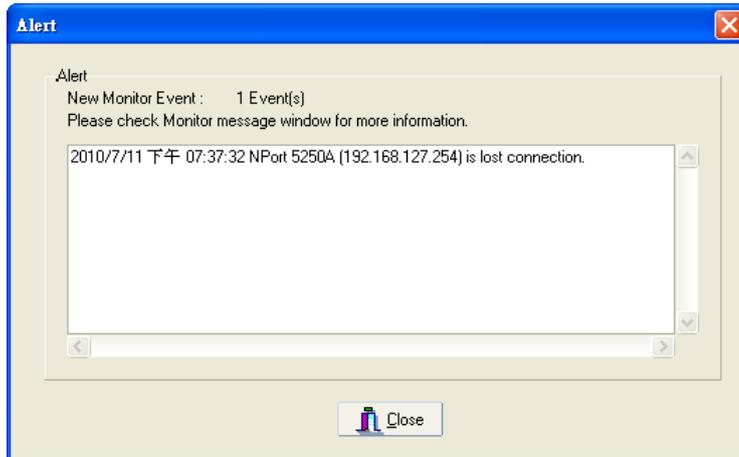 Alert
Alert
New Monitor Event : 1 Event(s)
Please check Monitor message window for more information.
2010/7/11 下午 07:37:32 NPort 5250A (192.168.127.254) is lost connection.
Close